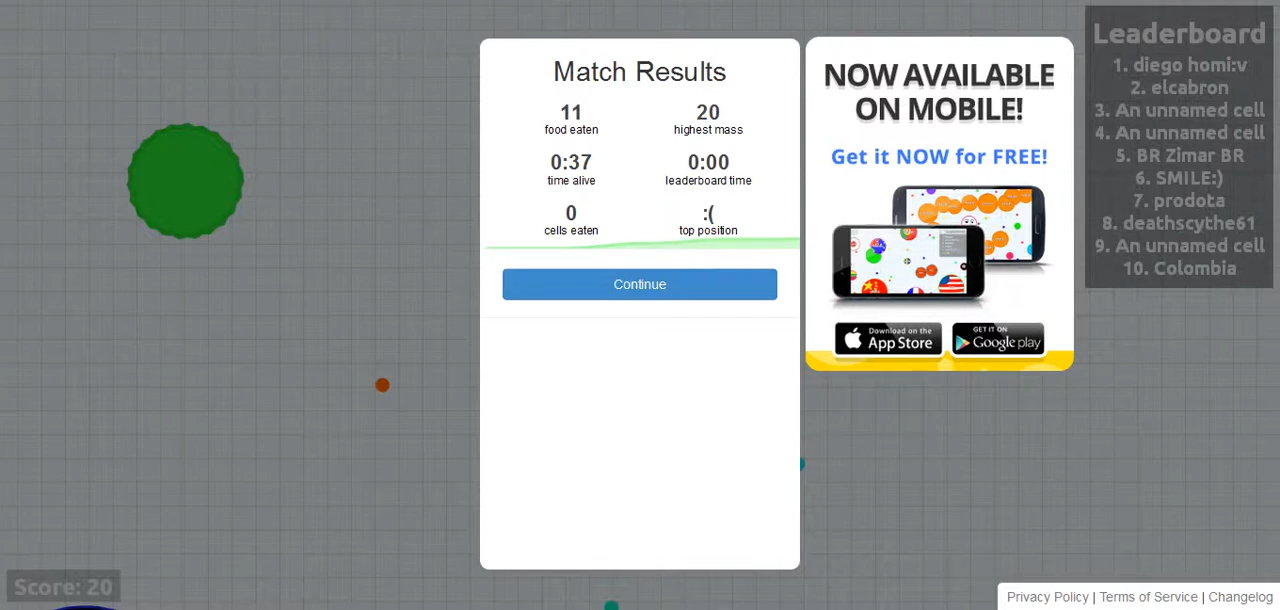 Match Results
11
food eaten
20
highest mass
0:37
time alive
0:00
leaderboard time
0
cells eaten
:(
top position
Continue
NOW AVAILABLE
ON MOBILE!
Get it NOW for FREE!
Download on the
App Store
GET IT ON
Google play
Leaderboard
1. diego homi:v
2. elcabron
3. An unnamed cell
4. An unnamed cell
5. BR Zimar BR
6. SMILE:)
7. prodota
8. deathscythe61
9. An unnamed cell
10. Colombia
Score: 20
Privacy Policy | Terms of Service | Changelog